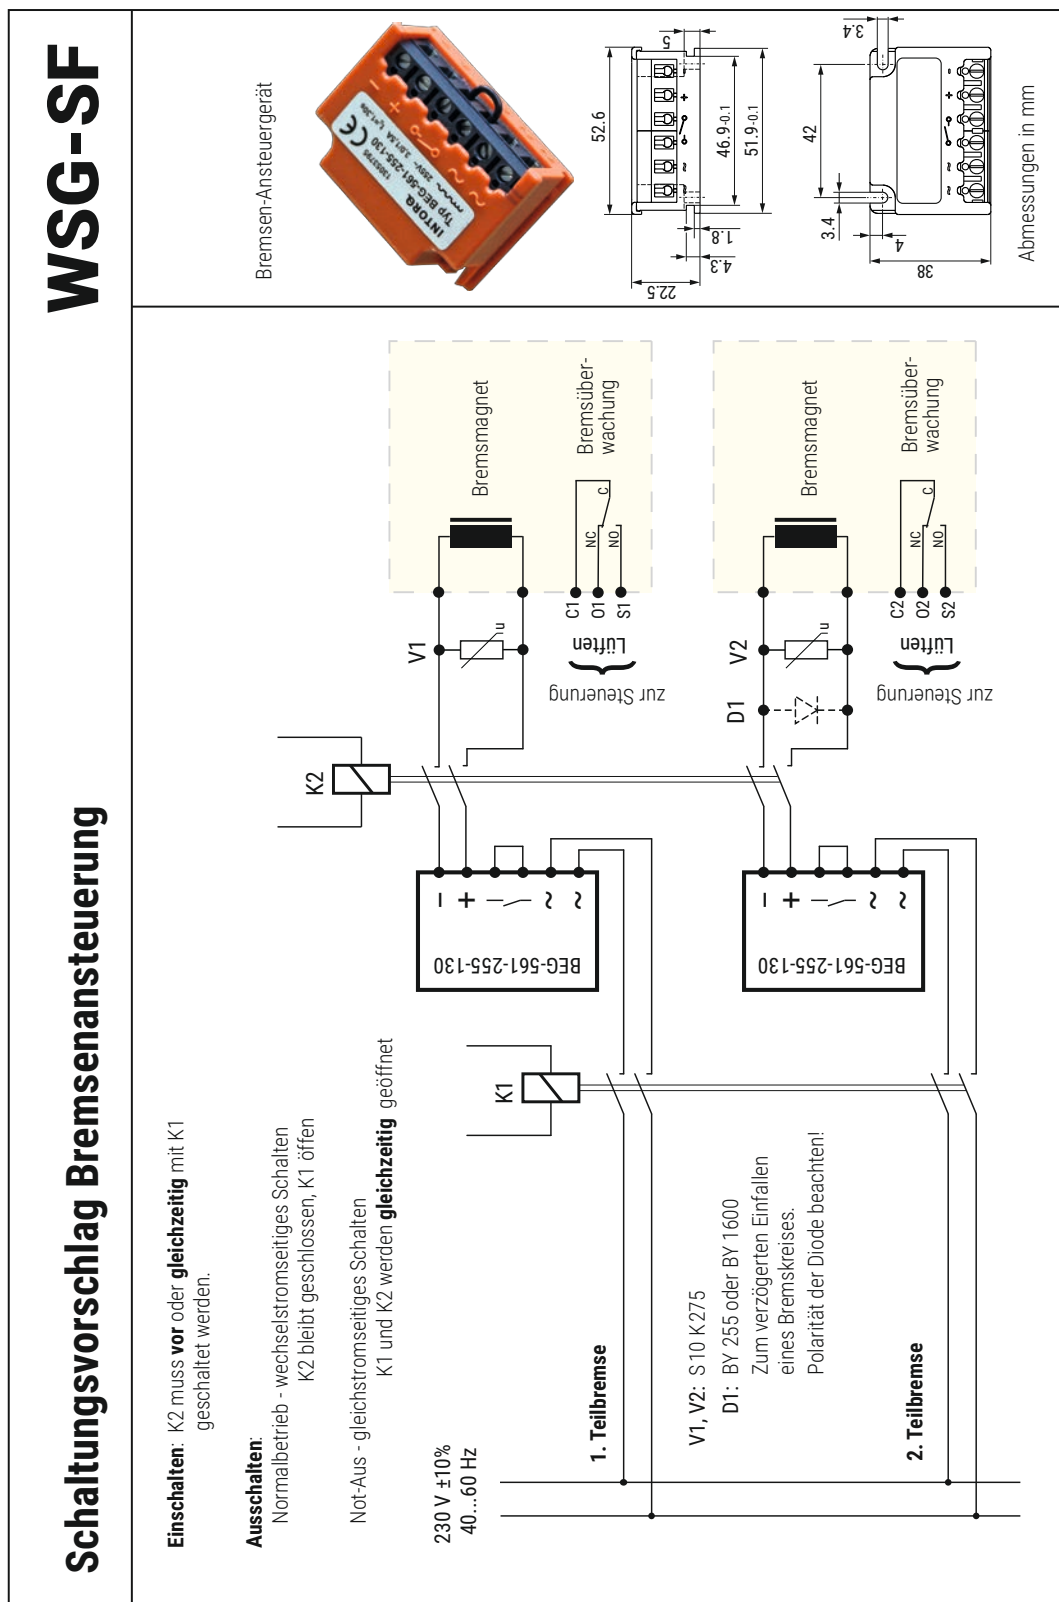 Schaltungsvorschlag Bremsenansteuerung
WSG-SF
Einschalten: K2 muss vor oder gleichzeitig mit K1
geschaltet werden.
Ausschalten:
Normalbetrieb - wechselstromseitiges Schalten
K2 bleibt geschlossen, K1 öffen
Not-Aus - gleichstromseitiges Schalten
K1 und K2 werden gleichzeitig geöffnet
230 V ±10%
40...60 Hz
K1
K2
1. Teilbremse
BEG-561-255-130
−
+
~
~
V1
u
Bremsmagnet
C1
O1
S1
NC
NO
C
Bremsüber-
wachung
Lüften
zur Steuerung
V1, V2: S 10 K 275
D1: BY 255 oder BY 1600
Zum verzögerten Einfallen
eines Bremskreises.
Polarität der Diode beachten!
2. Teilbremse
BEG-561-255-130
−
+
~
~
D1
V2
u
Bremsmagnet
C2
O2
S2
NC
NO
C
Bremsüber-
wachung
Lüften
zur Steuerung
Bremsen-Ansteuergerät
INTORQ
Typ BEG-561-255-130
13053795
CE
52.6
5
46.9-0.1
51.9-0.1
1.8
4.3
22.5
−
+
~
~
3.4
42
3.4
4
38
−
+
~
~
Abmessungen in mm